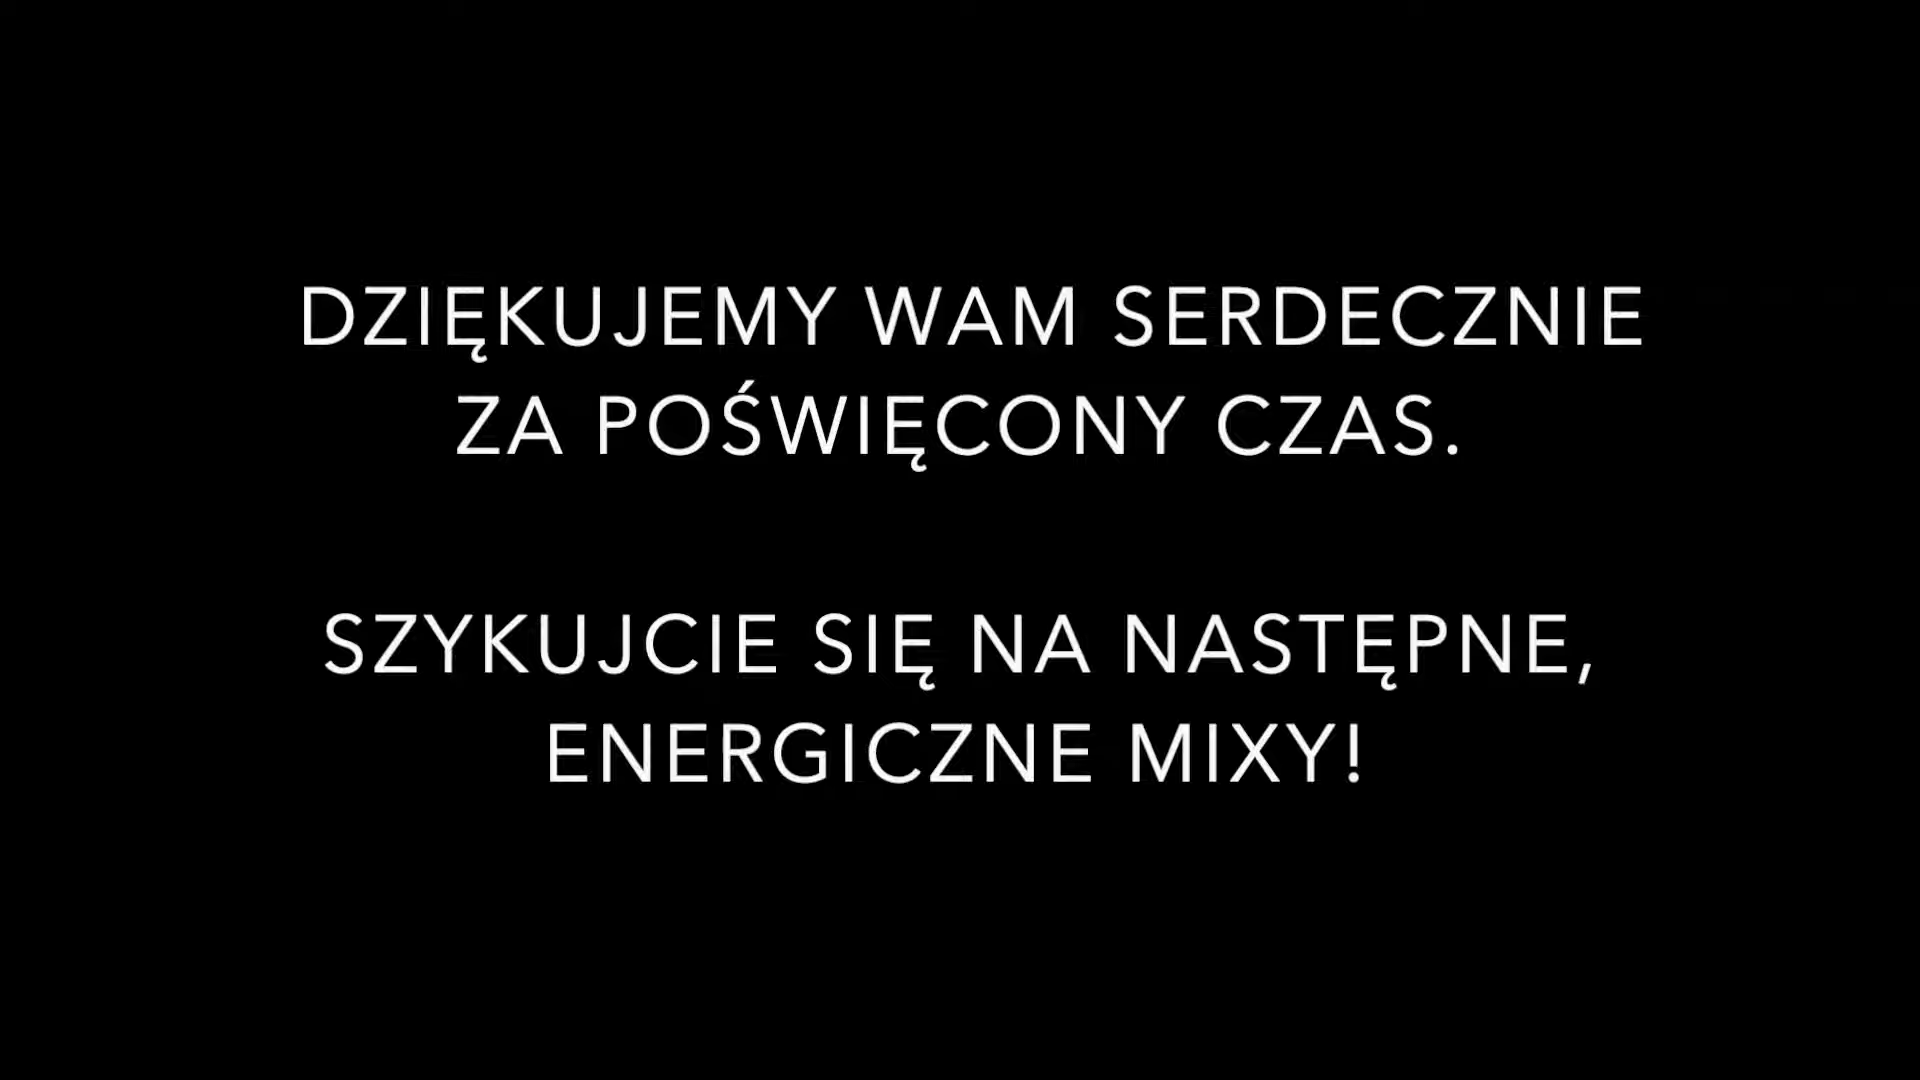 DZIĘKUJEMY WAM SERDECZNIE
ZA POŚWIĘCONY CZAS.
SZYKUJCIE SIĘ NA NASTĘPNE,
ENERGICZNE MIXY!